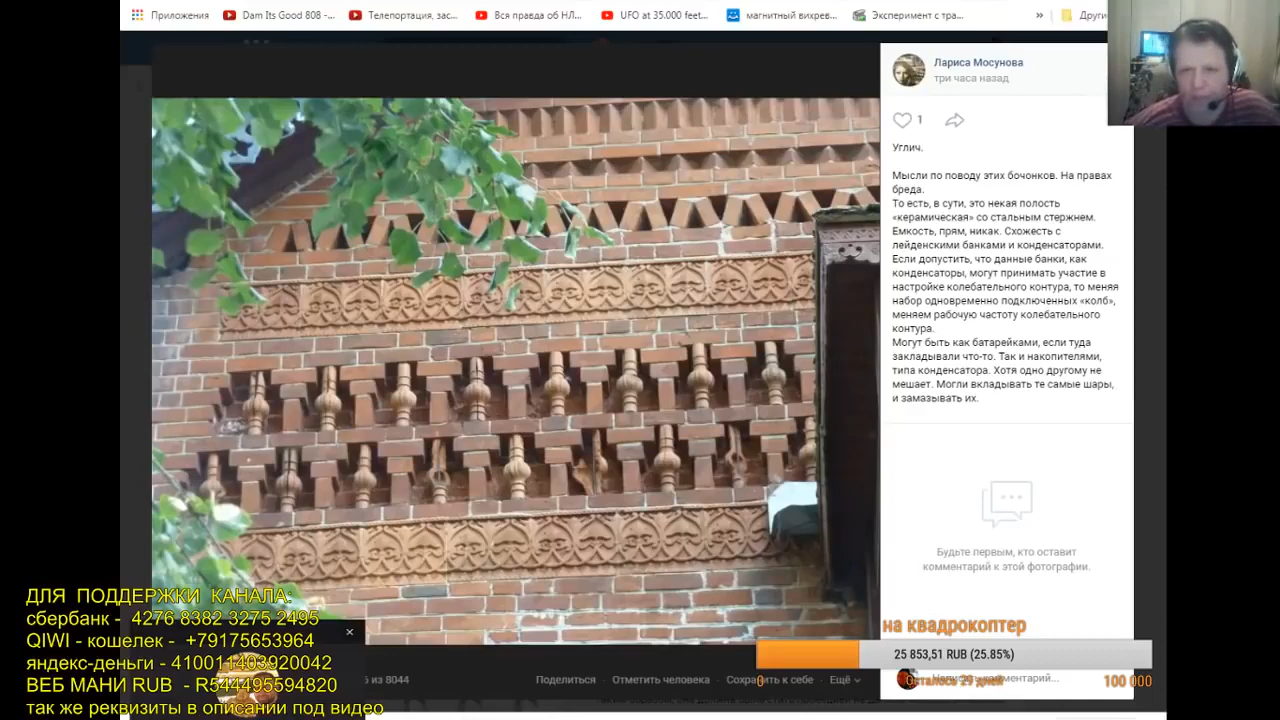 Приложения
Dam Its Good 808 -...
Телепортация, зас...
Вся правда об НЛ...
UFO at 35.000 feet...
магнитный вихрев...
Эксперимент с тра...
»
Други
Лариса Мосунова
три часа назад
1
Углич.
Мысли по поводу этих бочонков. На правах
бреда.
То есть, в сути, это некая полость
«керамическая» со стальным стержнем.
Емкость, прям, никак. Схожесть с
лейденскими банками и конденсаторами.
Если допустить, что данные банки, как
конденсаторы, могут принимать участие в
настройке колебательного контура, то меняя
набор одновременно подключенных «колб»,
меняем рабочую частоту колебательного
контура.
Могут быть как батарейками, если туда
закладывали что-то. Так и накопителями,
типа конденсатора. Хотя одно другому не
мешает. Могли вкладывать те самые шары,
и замазывать их.
Будьте первым, кто оставит
комментарий к этой фотографии.
ДЛЯ ПОДДЕРЖКИ КАНАЛА:
сбербанк - 4276 8382 3275 2495
QIWI - кошелек - +79175653964
яндекс-деньги - 410011403920042
ВЕБ МАНИ RUB - R544495594820
так же реквизиты в описании под видео
из 8044
Поделиться
Отметить человека
Сохранить к себе
Ещё
на квадрокоптер
25 853,51 RUB (25.85%)
0
Осталось 29 дней
100 000